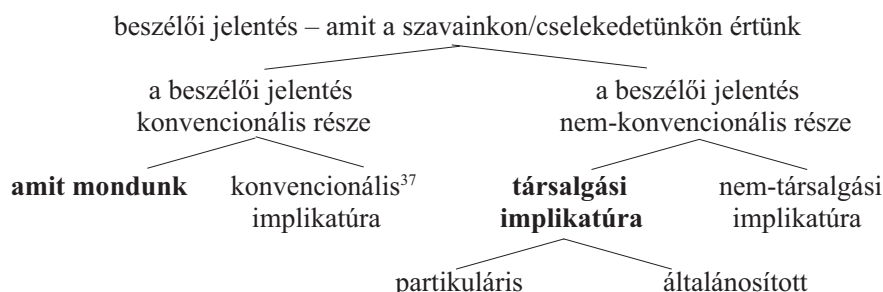 beszélői jelentés – amit a szavainkon/cselekedetünkön értünk
a beszélői jelentés
konvencionális része
a beszélői jelentés
nem-konvencionális része
amit mondunk
konvencionális³⁷
implikatúra
társalgási
implikatúra
nem-társalgási
implikatúra
partikuláris
általánosított